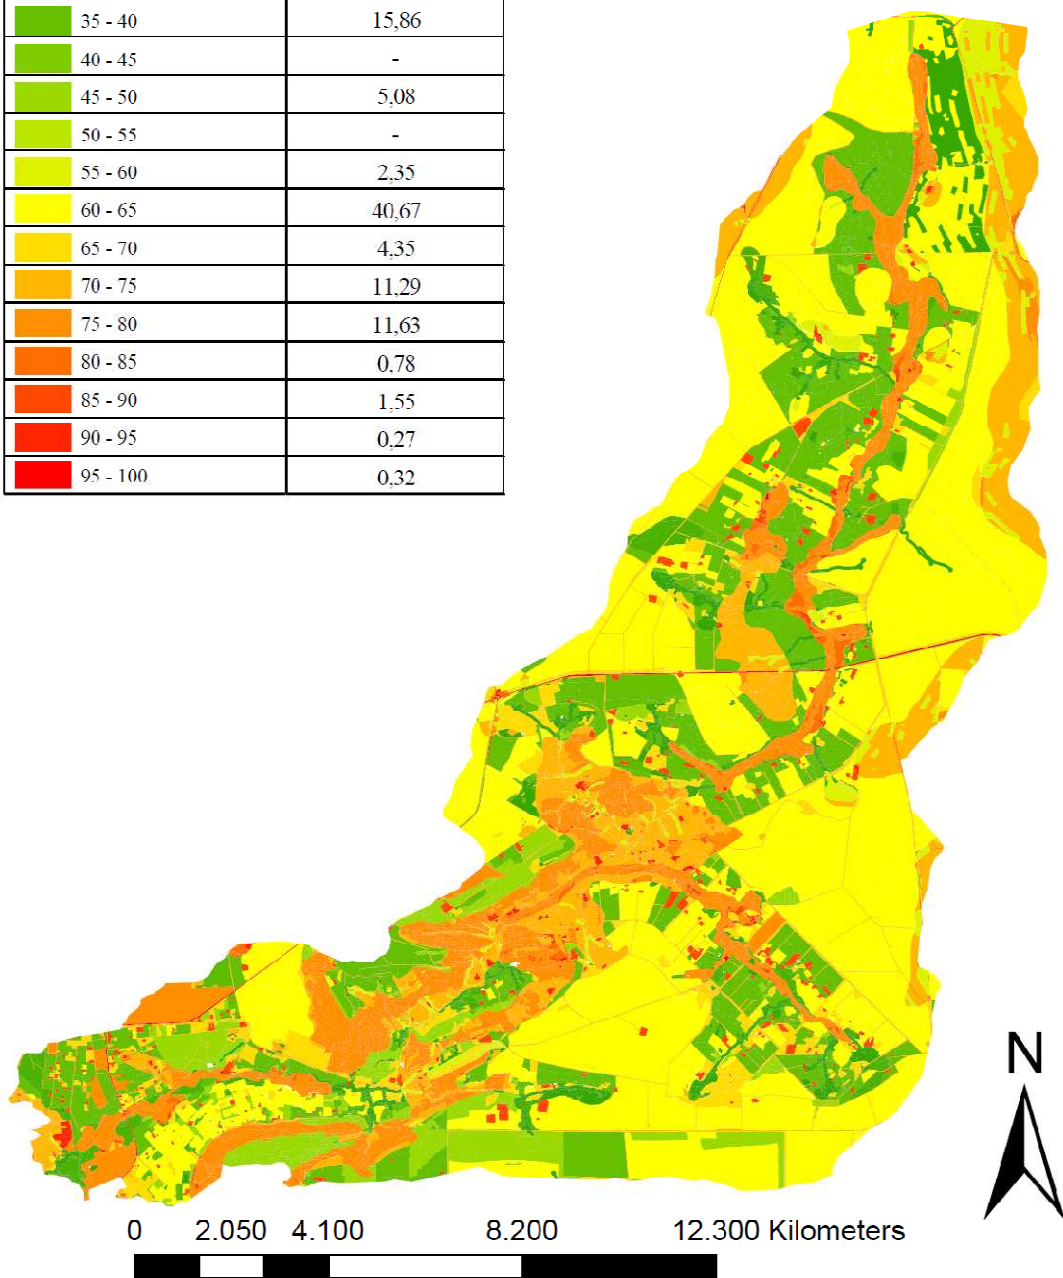 35 - 40 15,86
40 - 45 -
45 - 50 5,08
50 - 55 -
55 - 60 2,35
60 - 65 40,67
65 - 70 4,35
70 - 75 11,29
75 - 80 11,63
80 - 85 0,78
85 - 90 1,55
90 - 95 0,27
95 - 100 0,32
N
0 2.050 4.100 8.200 12.300 Kilometers